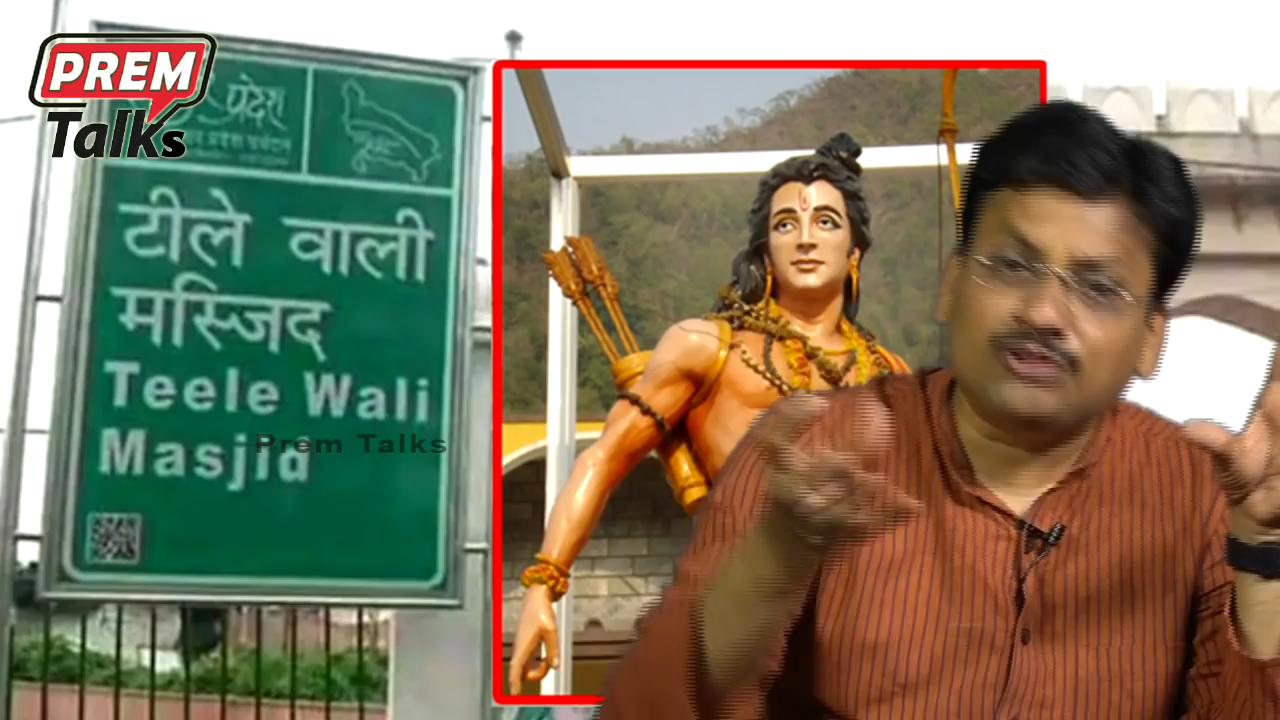 PREM
Talks
प्रदेश
टीले वाली
मस्जिद
Teele Wali
Masjid
Prem Talks